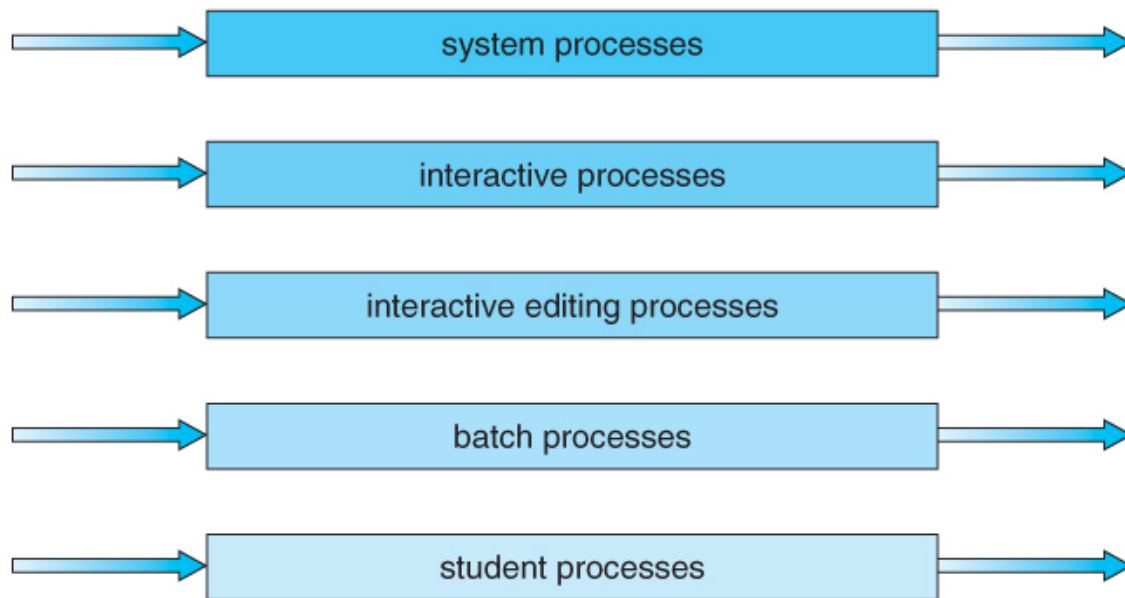 system processes
interactive processes
interactive editing processes
batch processes
student processes